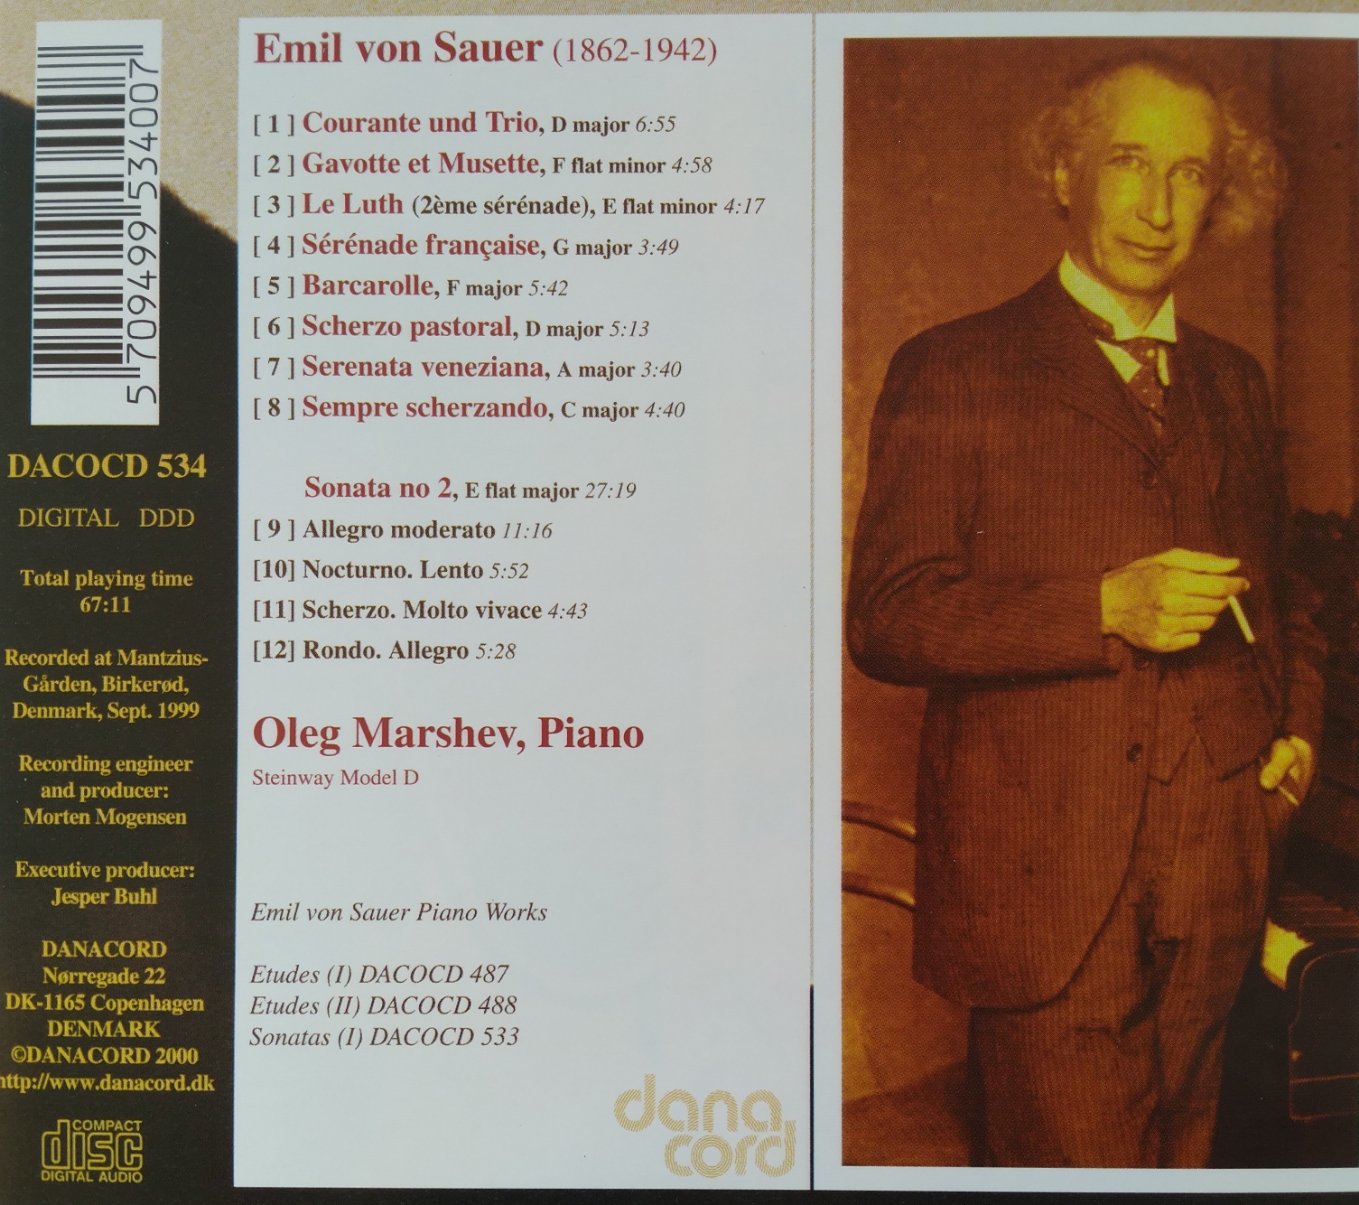 5 709499 534007
DACOCD 534
DIGITAL DDD
Total playing time
67:11
Recorded at Mantzius-
Gården, Birkerød,
Denmark, Sept. 1999
Recording engineer
and producer:
Morten Mogensen
Executive producer:
Jesper Buhl
DANACORD
Nørregade 22
DK-1165 Copenhagen
DENMARK
©DANACORD 2000
http://www.danacord.dk
COMPACT
disc
DIGITAL AUDIO
Emil von Sauer (1862-1942)
[ 1 ] Courante und Trio, D major 6:55
[ 2 ] Gavotte et Musette, F flat minor 4:58
[ 3 ] Le Luth (2ème sérénade), E flat minor 4:17
[ 4 ] Sérénade française, G major 3:49
[ 5 ] Barcarolle, F major 5:42
[ 6 ] Scherzo pastoral, D major 5:13
[ 7 ] Serenata veneziana, A major 3:40
[ 8 ] Sempre scherzando, C major 4:40
Sonata no 2, E flat major 27:19
[ 9 ] Allegro moderato 11:16
[10] Nocturno. Lento 5:52
[11] Scherzo. Molto vivace 4:43
[12] Rondo. Allegro 5:28
Oleg Marshev, Piano
Steinway Model D
Emil von Sauer Piano Works
Etudes (I) DACOCD 487
Etudes (II) DACOCD 488
Sonatas (I) DACOCD 533
dana
cord